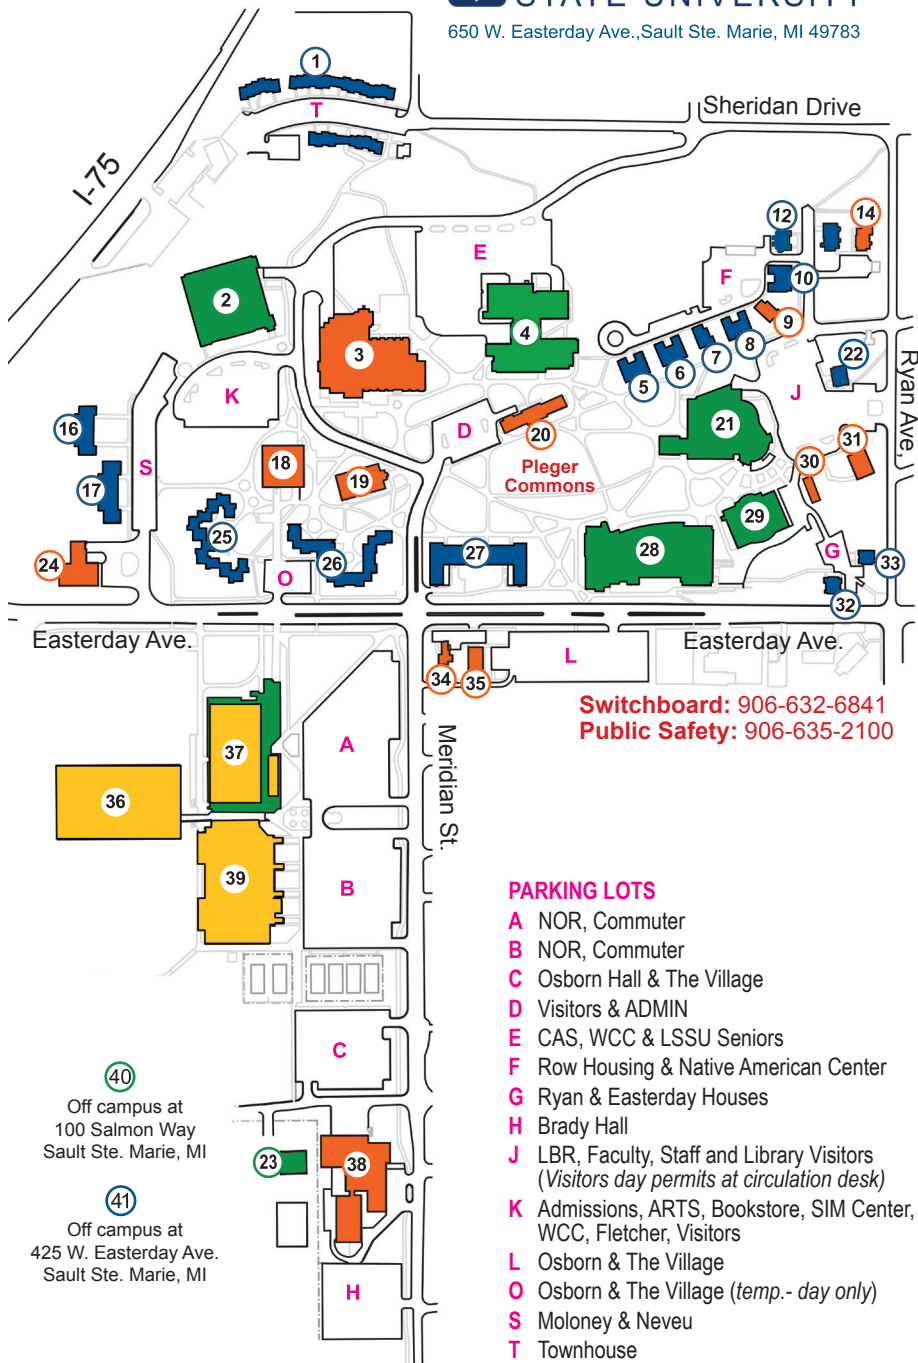 STATE UNIVERSITY
650 W. Easterday Ave.,Sault Ste. Marie, MI 49783
1
T
Sheridan Drive
I-75
12
14
E
F
10
2
4
9
3
8
22
7
6
5
Ryan Ave,
K
J
16
D
21
20
31
S
18
Pleger
Commons
30
17
19
29
25
26
27
28
G
33
24
O
32
Easterday Ave.
Easterday Ave.
L
34
35
Switchboard: 906-632-6841
Public Safety: 906-635-2100
A
37
Meridian St.
36
39
B
PARKING LOTS
A NOR, Commuter
B NOR, Commuter
C Osborn Hall & The Village
D Visitors & ADMIN
E CAS, WCC & LSSU Seniors
F Row Housing & Native American Center
G Ryan & Easterday Houses
H Brady Hall
J LBR, Faculty, Staff and Library Visitors
(Visitors day permits at circulation desk)
K Admissions, ARTS, Bookstore, SIM Center,
WCC, Fletcher, Visitors
L Osborn & The Village
O Osborn & The Village (temp.- day only)
S Moloney & Neveu
T Townhouse
C
40
Off campus at
100 Salmon Way
Sault Ste. Marie, MI
23
38
41
Off campus at
425 W. Easterday Ave.
Sault Ste. Marie, MI
H